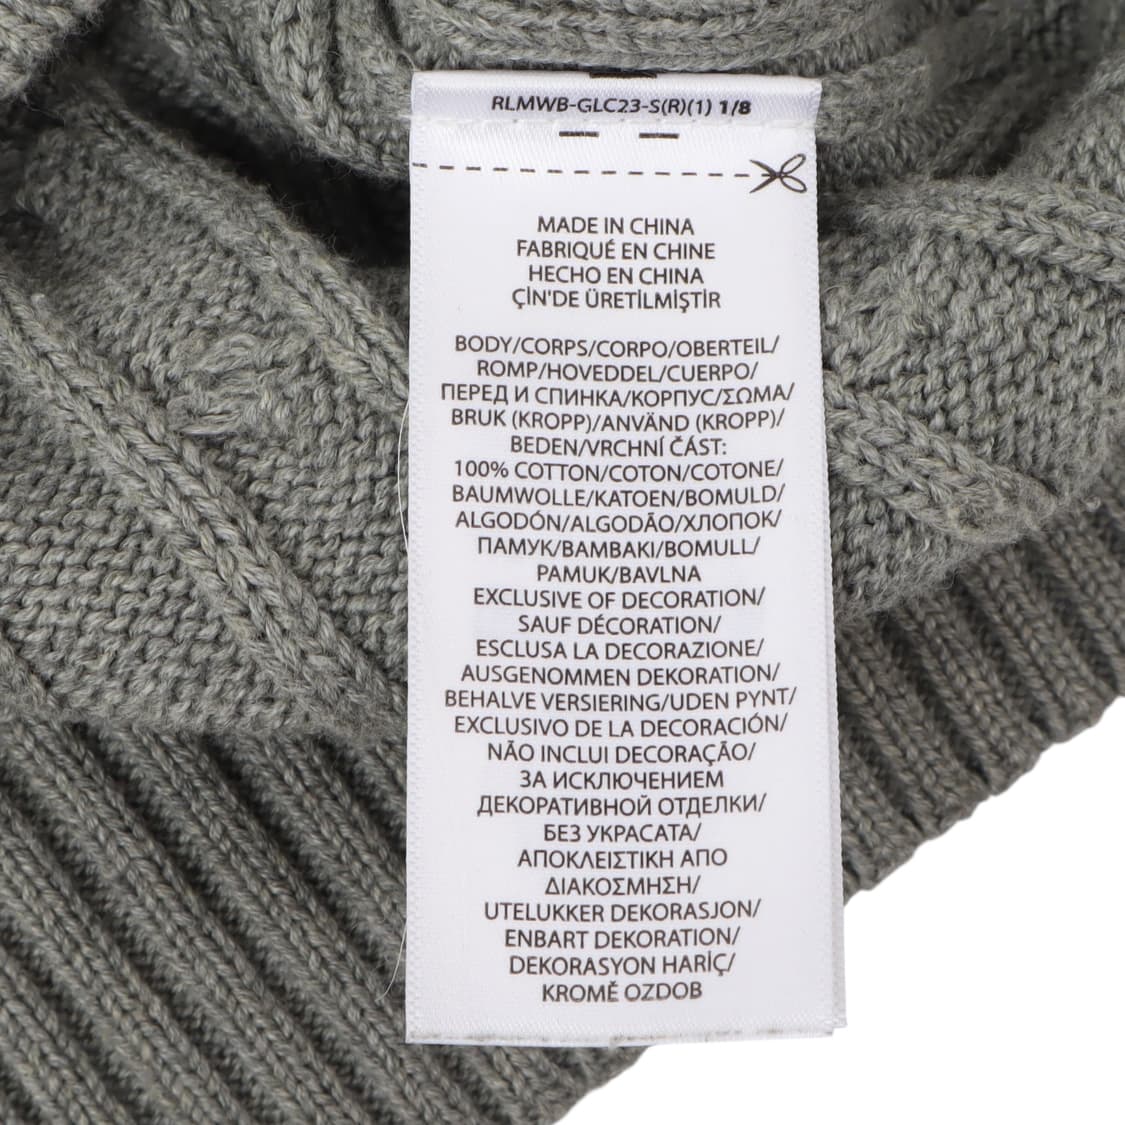 RLMWB-GLC23-S(R)(1) 1/8
MADE IN CHINA
FABRIQUÉ EN CHINE
HECHO EN CHINA
ÇİN'DE ÜRETİLMİŞTİR
BODY/CORPS/CORPO/OBERTEIL/
ROMP/HOVEDDEL/CUERPO/
ПЕРЕД И СПИНКА/КОРПУС/ΣΩΜΑ/
BRUK (KROPP)/ANVÄND (KROPP)/
BEDEN/VRCHNÍ ČÁST:
100% COTTON/COTON/COTONE/
BAUMWOLLE/KATOEN/BOMULD/
ALGODÓN/ALGODÃO/ХЛОПОК/
ПАМУК/ΒΑΜΒΑΚΙ/BOMULL/
PAMUK/BAVLNA
EXCLUSIVE OF DECORATION/
SAUF DÉCORATION/
ESCLUSA LA DECORAZIONE/
AUSGENOMMEN DEKORATION/
BEHALVE VERSIERING/UDEN PYNT/
EXCLUSIVO DE LA DECORACIÓN/
NÃO INCLUI DECORAÇÃO/
ЗА ИСКЛЮЧЕНИЕМ
ДЕКОРАТИВНОЙ ОТДЕЛКИ/
БЕЗ УКРАСАТА/
ΑΠΟΚΛΕΙΣΤΙΚΗ ΑΠΟ
ΔΙΑΚΟΣΜΗΣΗ/
UTELUKKER DEKORASJON/
ENBART DEKORATION/
DEKORASYON HARİÇ/
KROMĚ OZDOB